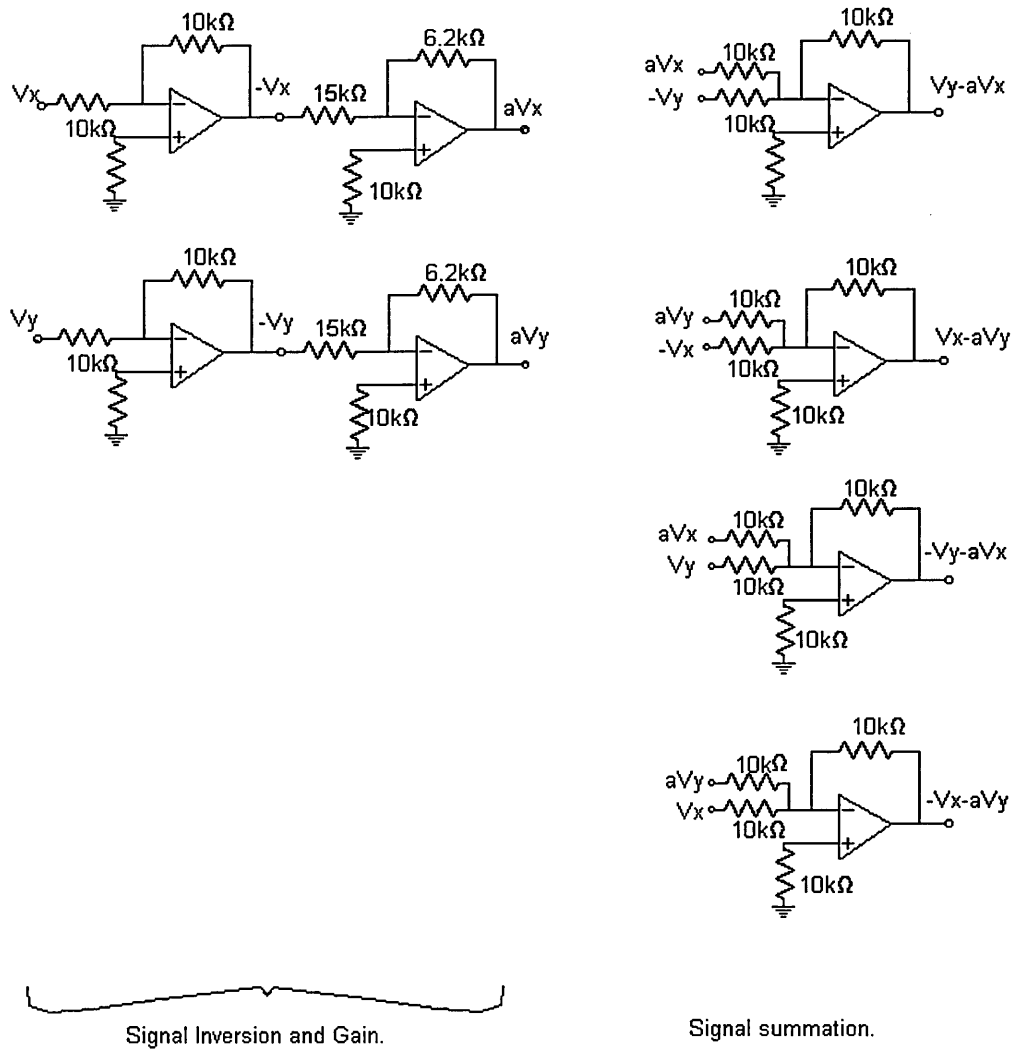 10kΩ
Vx
10kΩ
-Vx
15kΩ
6.2kΩ
aVx
10kΩ
10kΩ
Vy
10kΩ
-Vy
15kΩ
6.2kΩ
aVy
10kΩ
10kΩ
aVx
10kΩ
-Vy
10kΩ
Vy-aVx
10kΩ
aVy
10kΩ
-Vx
10kΩ
Vx-aVy
10kΩ
10kΩ
aVx
10kΩ
Vy
10kΩ
-Vy-aVx
10kΩ
10kΩ
aVy
10kΩ
Vx
10kΩ
-Vx-aVy
10kΩ
Signal Inversion and Gain.
Signal summation.